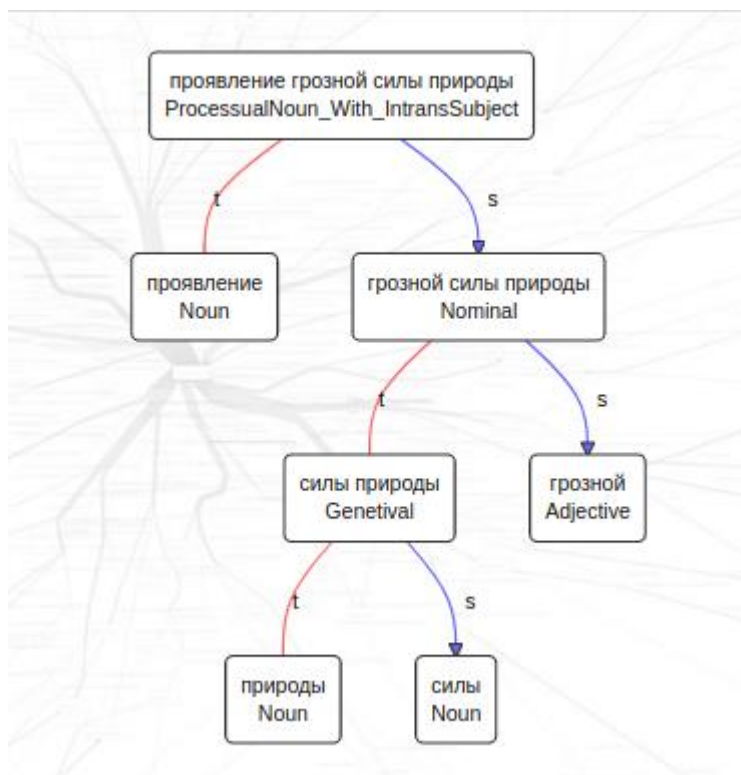 проявление грозной силы природы
ProcessualNoun_With_IntransSubject
t
s
проявление
Noun
грозной силы природы
Nominal
t
s
силы природы
Genetival
грозной
Adjective
t
s
природы
Noun
силы
Noun